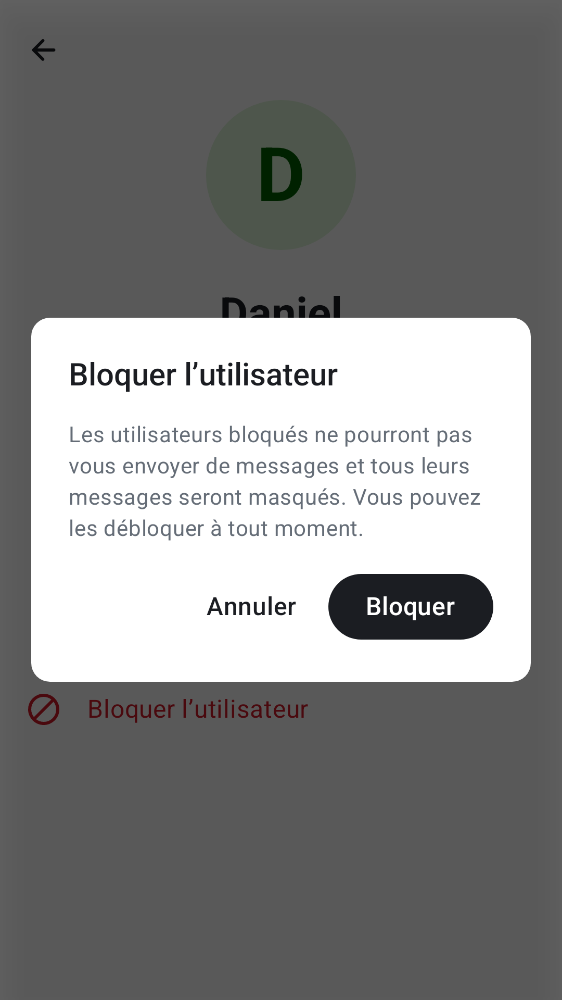 D
Daniel
Bloquer l’utilisateur
Les utilisateurs bloqués ne pourront pas
vous envoyer de messages et tous leurs
messages seront masqués. Vous pouvez
les débloquer à tout moment.
Annuler Bloquer
Bloquer l’utilisateur